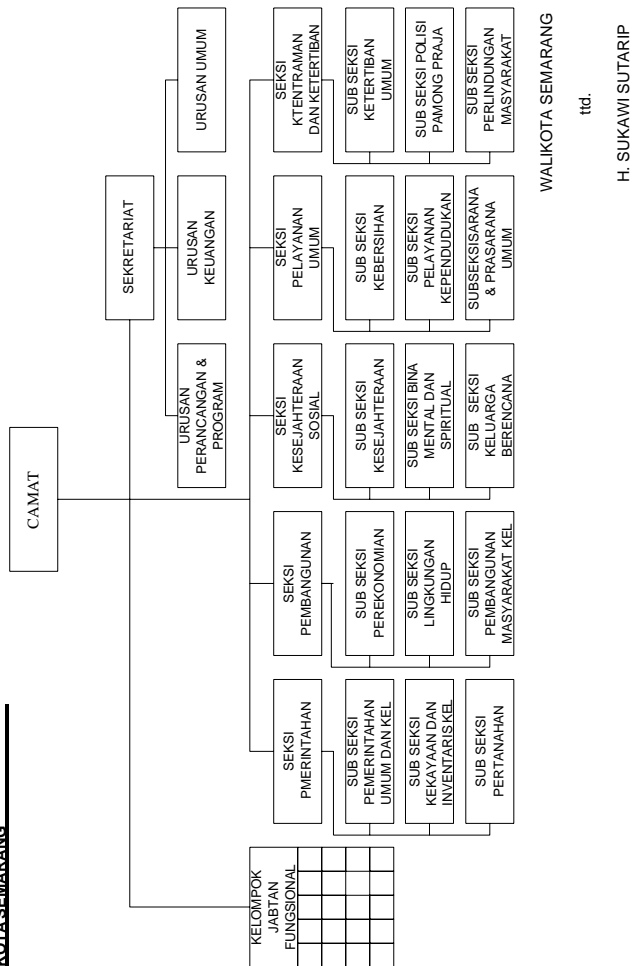 KOTA SEMARANG
CAMAT
SEKRETARIAT
URUSAN
PERANCANGAN &
PROGRAM
URUSAN
KEUANGAN
URUSAN UMUM
KELOMPOK
JABTAN
FUNGSIONAL
SEKSI
PMERINTAHAN
SEKSI
PEMBANGUNAN
SEKSI
KESEJAHTERAAN
SOSIAL
SEKSI
PELAYANAN
UMUM
SEKSI
KTENTRAMAN
DAN KETERTIBAN
SUB SEKSI
PEMERINTAHAN
UMUM DAN KEL
SUB SEKSI
PEREKONOMIAN
SUB SEKSI
KESEJAHTERAAN
SUB SEKSI
KEBERSIHAN
SUB SEKSI
KETERTIBAN
UMUM
SUB SEKSI
KEKAYAAN DAN
INVENTARIS KEL
SUB SEKSI
LINGKUNGAN
HIDUP
SUB SEKSI BINA
MENTAL DAN
SPIRITUAL
SUB SEKSI
PELAYANAN
KEPENDUDUKAN
SUB SEKSI POLISI
PAMONG PRAJA
SUB SEKSI
PERTANAHAN
SUB SEKSI
PEMBANGUNAN
MASYARAKAT KEL
SUB SEKSI
KELUARGA
BERENCANA
SUBSEKSISARANA
& PRASARANA
UMUM
SUB SEKSI
PERLINDUNGAN
MASYARAKAT
WALIKOTA SEMARANG
ttd.
H. SUKAWI SUTARIP